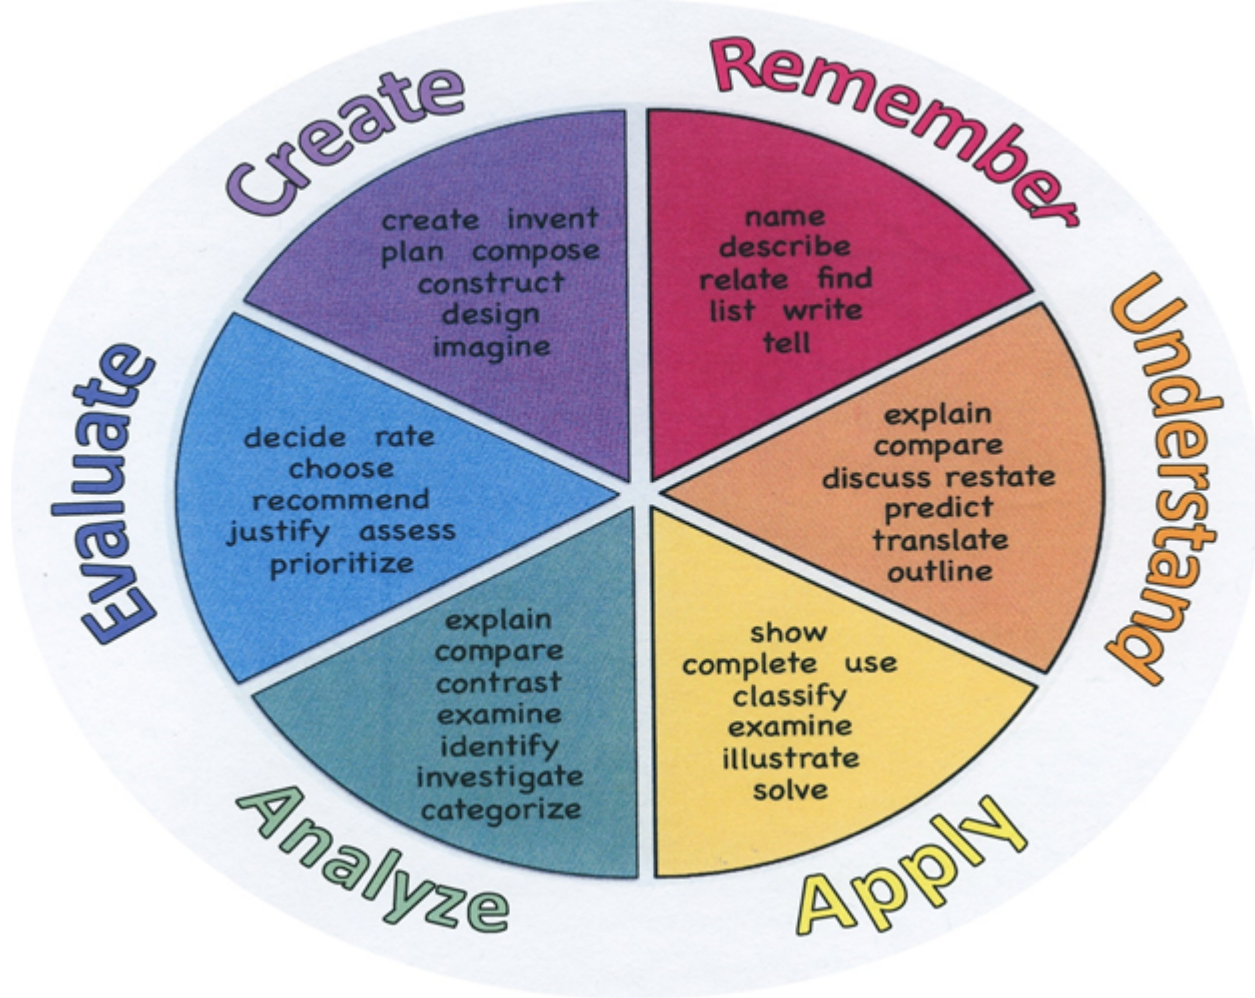 Remember
name
describe
relate find
list write
tell
Understand
explain
compare
discuss restate
predict
translate
outline
Apply
show
complete use
classify
examine
illustrate
solve
Analyze
explain
compare
contrast
examine
identify
investigate
categorize
Evaluate
decide rate
choose
recommend
justify assess
prioritize
Create
create invent
plan compose
construct
design
imagine